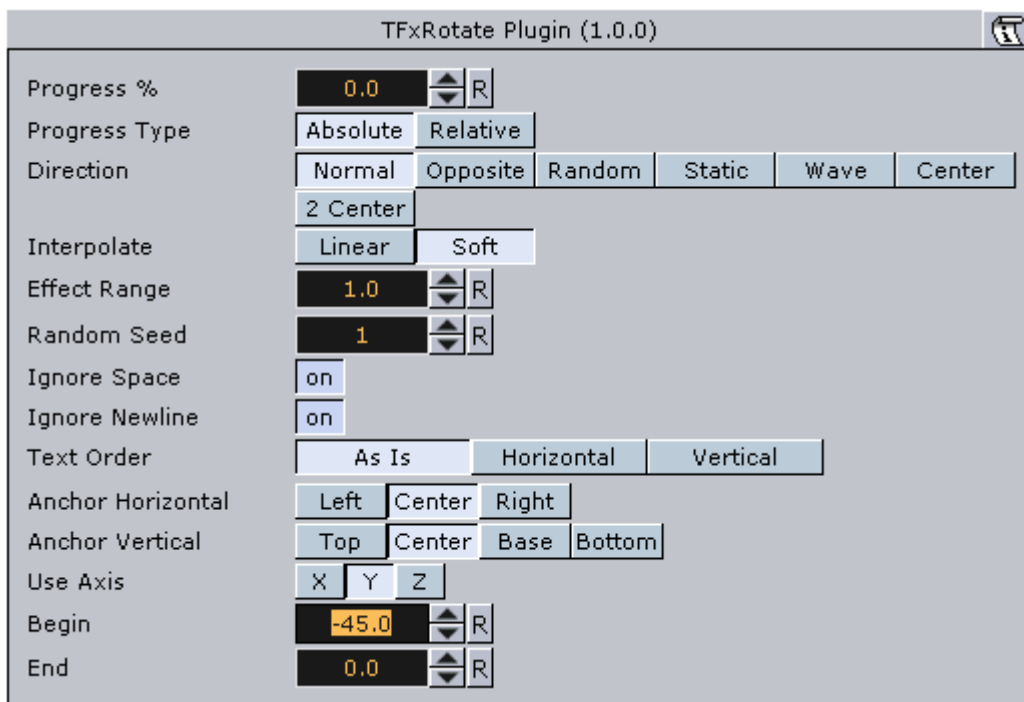 TFxRotate Plugin (1.0.0)
Progress % 0.0 R
Progress Type Absolute Relative
Direction Normal Opposite Random Static Wave Center
2 Center
Interpolate Linear Soft
Effect Range 1.0 R
Random Seed 1 R
Ignore Space on
Ignore Newline on
Text Order As Is Horizontal Vertical
Anchor Horizontal Left Center Right
Anchor Vertical Top Center Base Bottom
Use Axis X Y Z
Begin -45.0 R
End 0.0 R